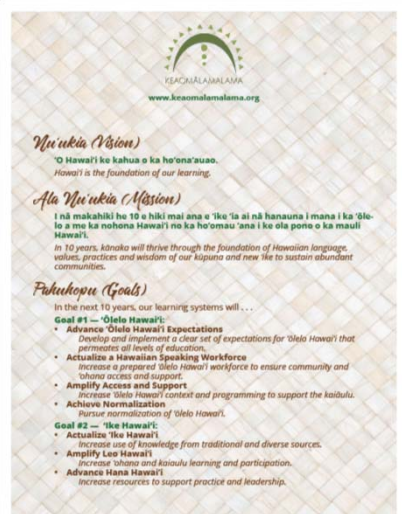 KEAOMĀLAMALAMA
www.keaomalamalama.org
Nuʻukia (Vision)
ʻO Hawaiʻi ke kahua o ka hoʻonaʻauao.
Hawaiʻi is the foundation of our learning.
Ala Nuʻukia (Mission)
I nā makahiki he 10 e hiki mai ana e ʻike ʻia ai nā hanauna i mana i ka ʻōle-
lo a me ka nohona Hawaiʻi no ka hoʻomau ʻana i ke ola pono o ka mauli
Hawaiʻi.
In 10 years, kānaka will thrive through the foundation of Hawaiian language,
values, practices and wisdom of our kūpuna and new ʻike to sustain abundant
communities.
Pahuhopu (Goals)
In the next 10 years, our learning systems will . . .
Goal #1 — ʻŌlelo Hawaiʻi:
• Advance ʻŌlelo Hawaiʻi Expectations
Develop and implement a clear set of expectations for ʻōlelo Hawaiʻi that
permeates all levels of education.
• Actualize a Hawaiian Speaking Workforce
Increase a prepared ʻōlelo Hawaiʻi workforce to ensure community and
ʻohana access and support.
• Amplify Access and Support
Increase ʻōlelo Hawaiʻi context and programming to support the kaiāulu.
• Achieve Normalization
Pursue normalization of ʻōlelo Hawaiʻi.
Goal #2 — ʻIke Hawaiʻi:
• Actualize ʻIke Hawaiʻi
Increase use of knowledge from traditional and diverse sources.
• Amplify Leo Hawaiʻi
Increase ʻohana and kaiaulu learning and participation.
• Advance Hana Hawaiʻi
Increase resources to support practice and leadership.